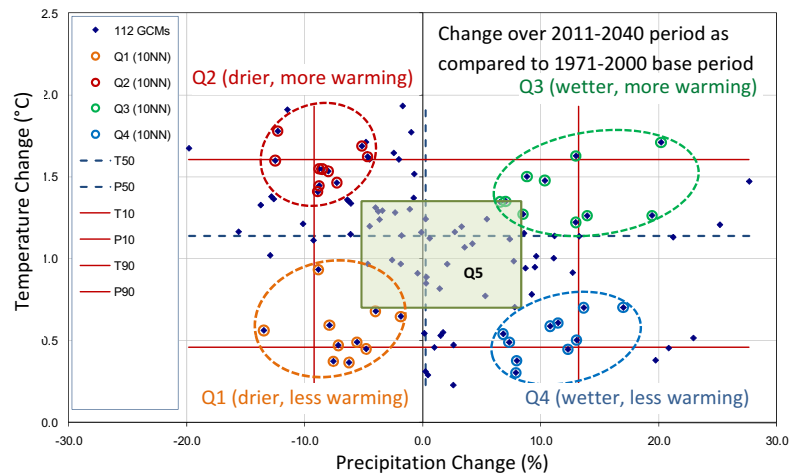 112 GCMs
Q1 (10NN)
Q2 (10NN)
Q3 (10NN)
Q4 (10NN)
T50
P50
T10
P10
T90
P90
Change over 2011-2040 period as
compared to 1971-2000 base period
Q2 (drier, more warming)
Q3 (wetter, more warming)
Q5
Q1 (drier, less warming)
Q4 (wetter, less warming)
Temperature Change (°C)
2.5
2.0
1.5
1.0
0.5
0.0
-30.0
-20.0
-10.0
0.0
10.0
20.0
30.0
Precipitation Change (%)